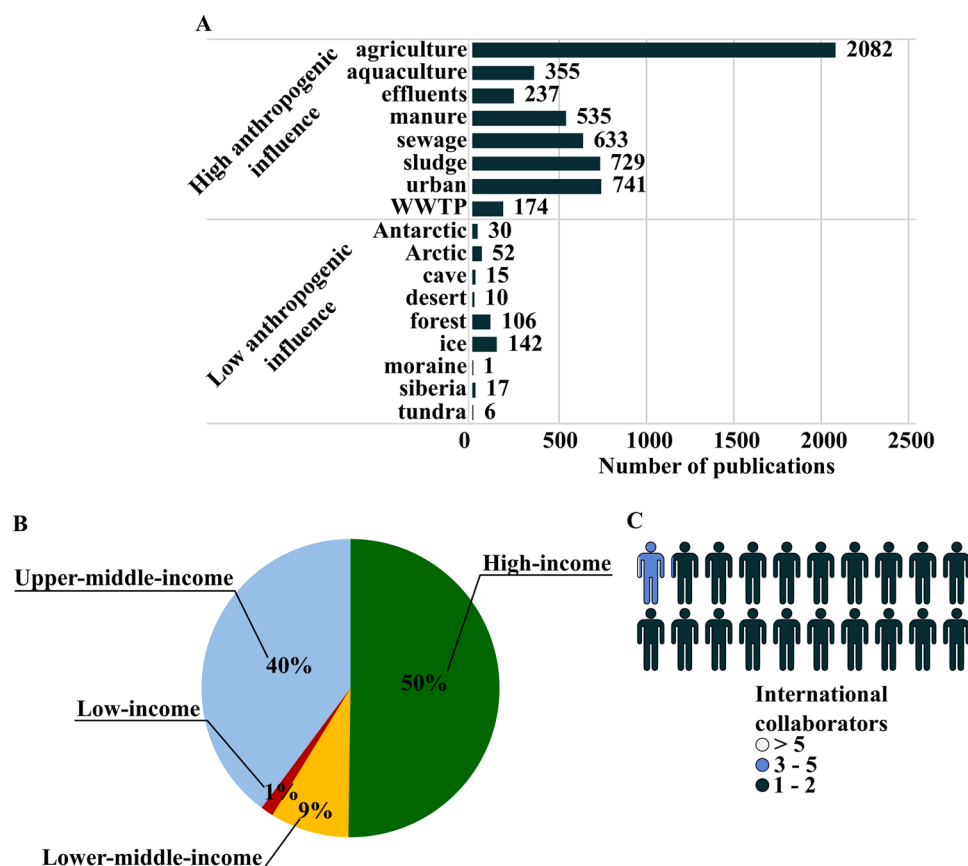 A
High anthropogenic
influence
agriculture 2082
aquaculture 355
effluents 237
manure 535
sewage 633
sludge 729
urban 741
WWTP 174
Low anthropogenic
influence
Antarctic 30
Arctic 52
cave 15
desert 10
forest 106
ice 142
moraine 1
siberia 17
tundra 6
0 500 1000 1500 2000 2500
Number of publications
B
Upper-middle-income
40%
High-income
50%
Low-income
1%
9%
Lower-middle-income
C
International
collaborators
> 5
3 - 5
1 - 2